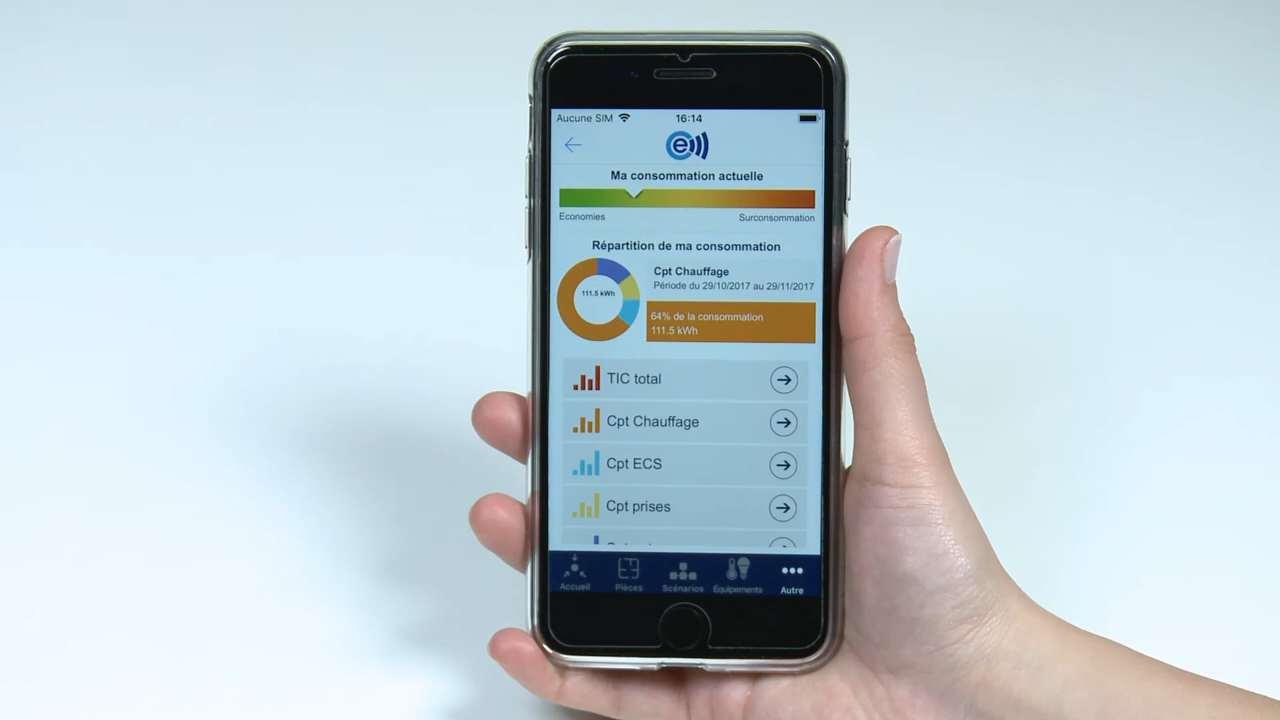 Aucune SIM 16:14
e
Ma consommation actuelle
Economies Surconsommation
Répartition de ma consommation
111.5 kWh
Cpt Chauffage
Période du 29/10/2017 au 29/11/2017
64% de la consommation
111.5 kWh
TIC total
Cpt Chauffage
Cpt ECS
Cpt prises
Accueil Pièces Scénarios Équipements Autre